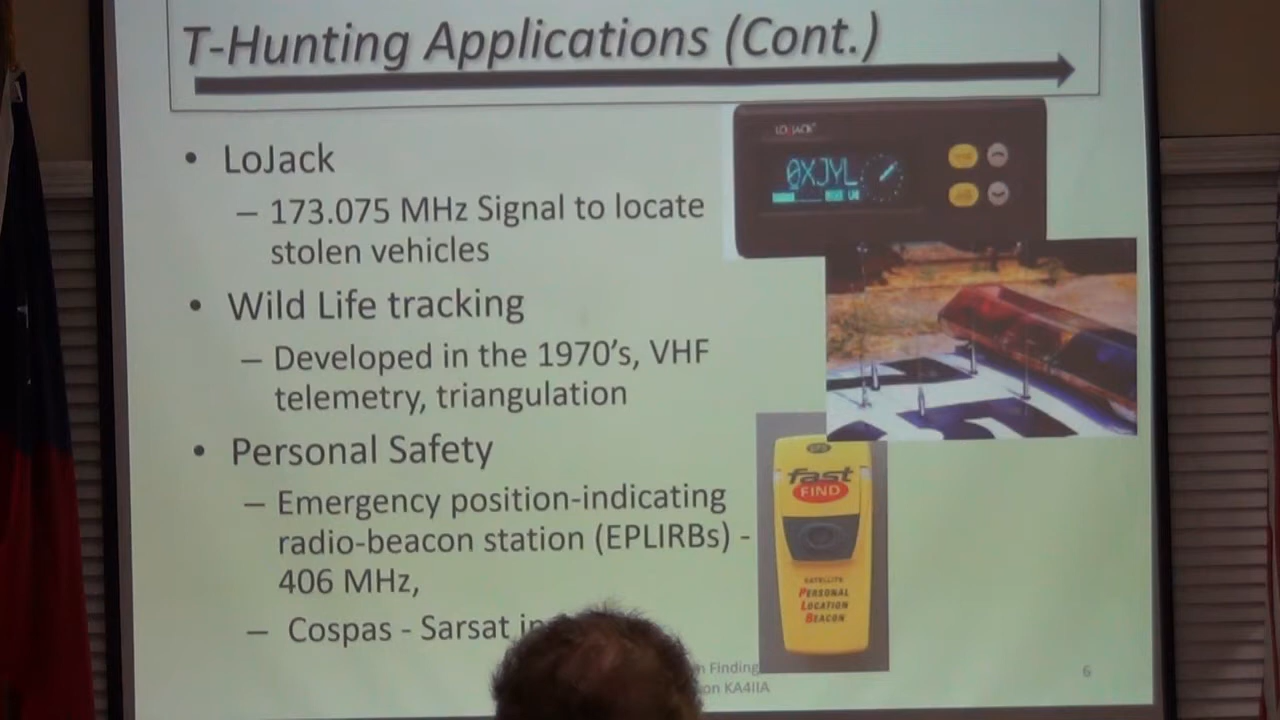 T-Hunting Applications (Cont.)
• LoJack
– 173.075 MHz Signal to locate
stolen vehicles
• Wild Life tracking
– Developed in the 1970's, VHF
telemetry, triangulation
• Personal Safety
– Emergency position-indicating
radio-beacon station (EPLIRBs) -
406 MHz,
– Cospas - Sarsat
LOJACK
0XJYL
fast
FIND
SATELLITE
PERSONAL
LOCATION
BEACON
Finding
KA4IIA
6